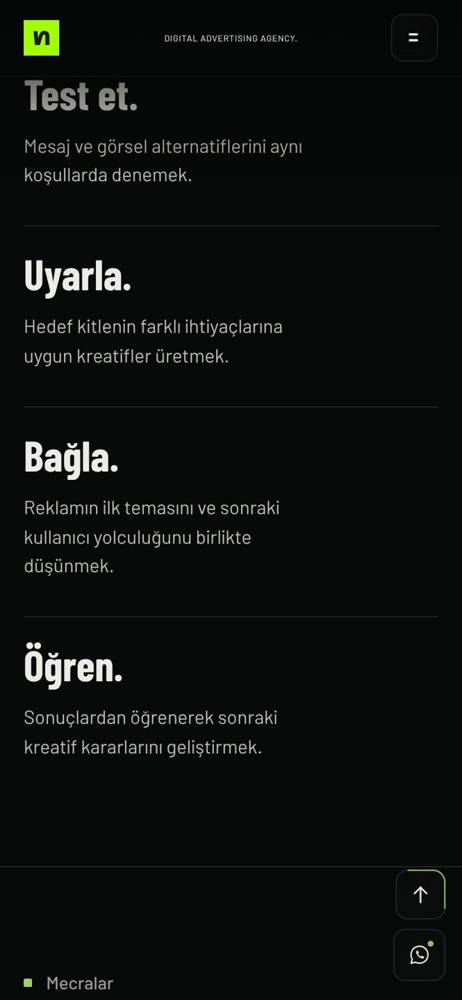 n
DIGITAL ADVERTISING AGENCY.
Test et.
Mesaj ve görsel alternatiflerini aynı
koşullarda denemek.
Uyarla.
Hedef kitlenin farklı ihtiyaçlarına
uygun kreatifler üretmek.
Bağla.
Reklamın ilk temasını ve sonraki
kullanıcı yolculuğunu birlikte
düşünmek.
Öğren.
Sonuçlardan öğrenerek sonraki
kreatif kararlarını geliştirmek.
Mecralar